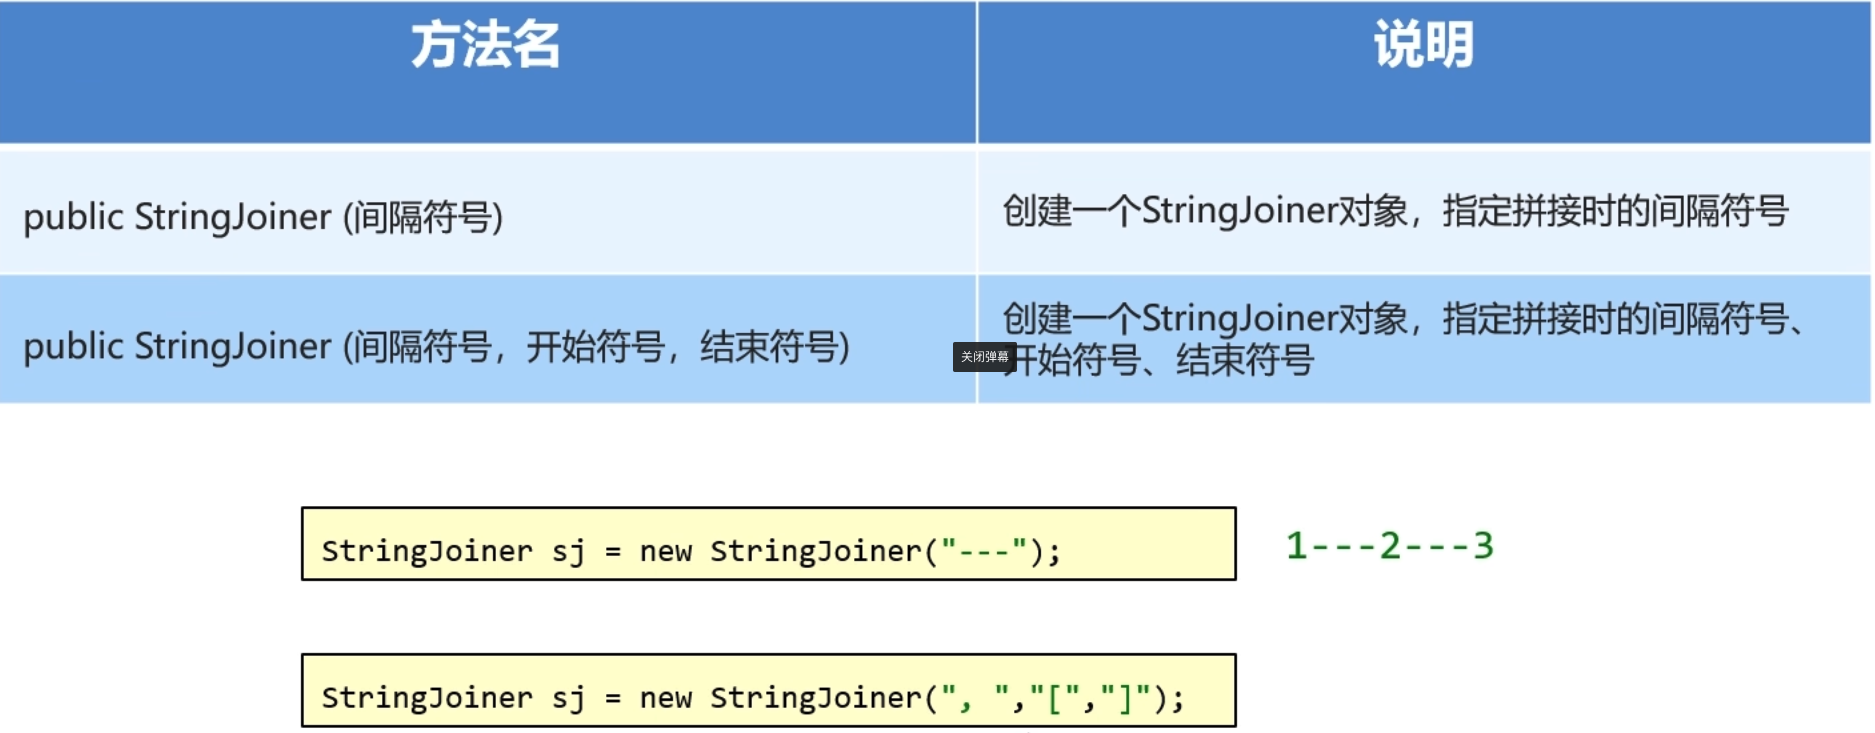 方法名
说明
public StringJoiner (间隔符号)
创建一个StringJoiner对象，指定拼接时的间隔符号
public StringJoiner (间隔符号，开始符号，结束符号)
创建一个StringJoiner对象，指定拼接时的间隔符号、
开始符号、结束符号
关闭弹幕
StringJoiner sj = new StringJoiner("---");
1---2---3
StringJoiner sj = new StringJoiner(", ","[","]");